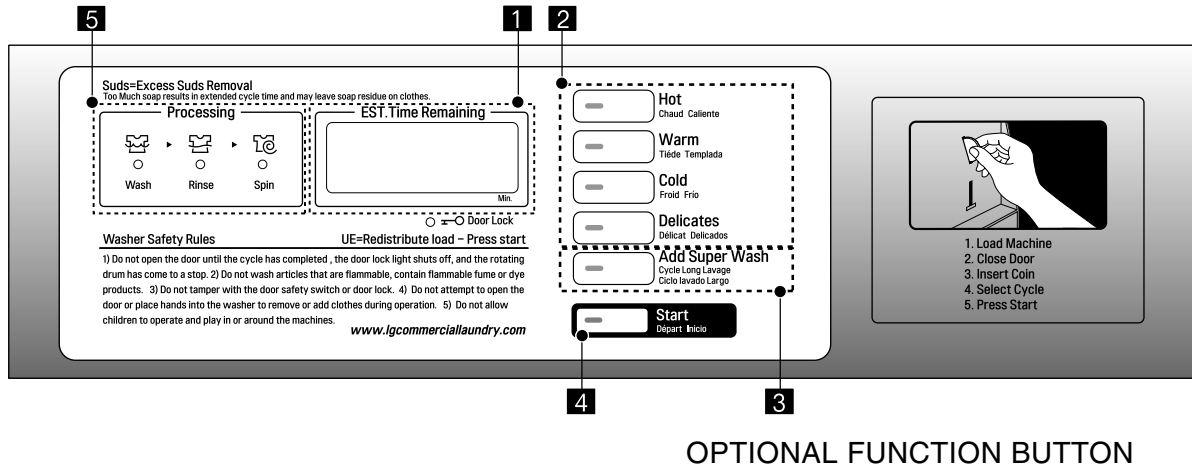 5
1
2
Suds=Excess Suds Removal
Too Much soap results in extended cycle time and may leave soap residue on clothes.
Processing
Wash
Rinse
Spin
EST.Time Remaining
Min.
Door Lock
Washer Safety Rules
UE=Redistribute load – Press start
1) Do not open the door until the cycle has completed , the door lock light shuts off, and the rotating
drum has come to a stop. 2) Do not wash articles that are flammable, contain flammable fume or dye
products. 3) Do not tamper with the door safety switch or door lock. 4) Do not attempt to open the
door or place hands into the washer to remove or add clothes during operation. 5) Do not allow
children to operate and play in or around the machines.
www.lgcommerciallaundry.com
Hot
Chaud Caliente
Warm
Tiéde Templada
Cold
Froid Frío
Delicates
Délicat Delicados
Add Super Wash
Cycle Long Lavage
Ciclo lavado Largo
Start
Départ Inicio
1. Load Machine
2. Close Door
3. Insert Coin
4. Select Cycle
5. Press Start
4
3
OPTIONAL FUNCTION BUTTON